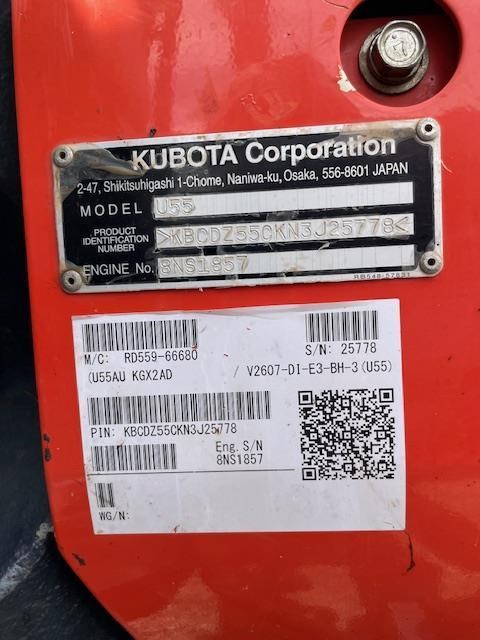 KUBOTA Corporation
2-47, Shikitsuhigashi 1-Chome, Naniwa-ku, Osaka, 556-8601 JAPAN
MODEL U55
PRODUCT IDENTIFICATION NUMBER >KBCDZ55CKN3J25778<
ENGINE No. 8NS1857
RB548-57831
M/C: RD559-66680 S/N: 25778
(U55AU KGX2AD / V2607-DI-E3-BH-3(U55)
PIN: KBCDZ55CKN3J25778
Eng.S/N
8NS1857
WG/N: